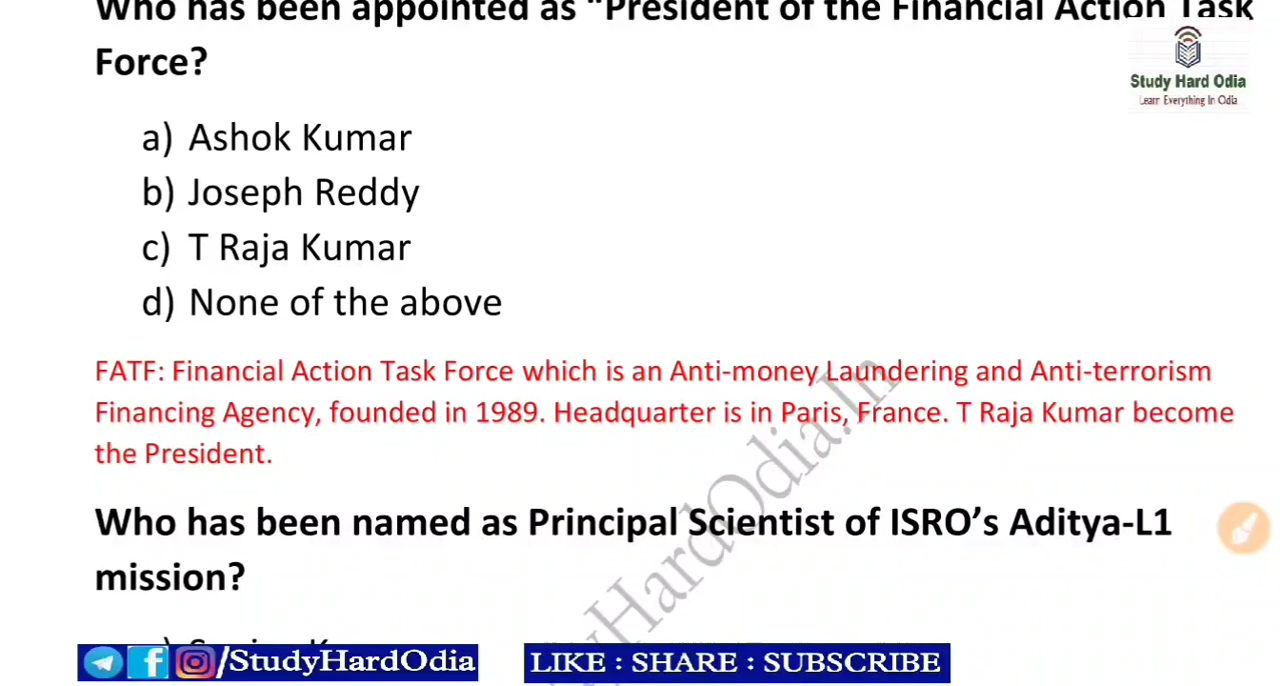 Who has been appointed as "President of the Financial Action Task
Force?
Study Hard Odia
Learn Everything In Odia
a) Ashok Kumar
b) Joseph Reddy
c) T Raja Kumar
d) None of the above
FATF: Financial Action Task Force which is an Anti-money Laundering and Anti-terrorism
Financing Agency, founded in 1989. Headquarter is in Paris, France. T Raja Kumar become
the President.
Who has been named as Principal Scientist of ISRO's Aditya-L1
mission?
/StudyHardOdia
LIKE : SHARE : SUBSCRIBE